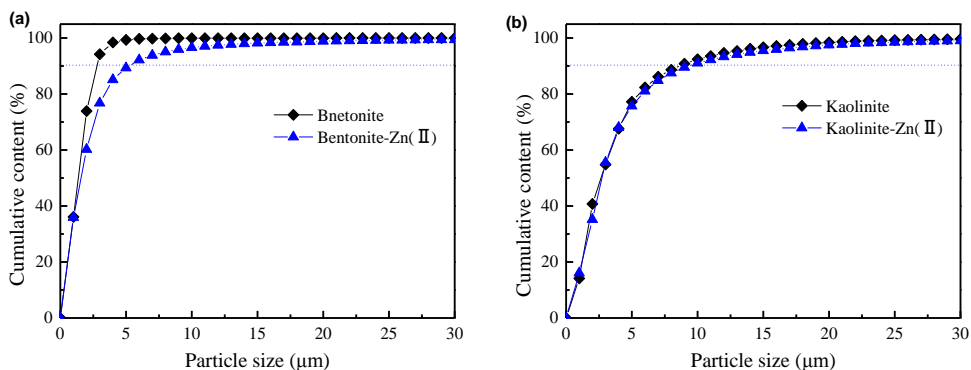 (a)
100
80
60
40
20
0
Cumulative content (%)
Bnetonite
Bentonite-Zn(Ⅱ)
0 5 10 15 20 25 30
Particle size (μm)
(b)
100
80
60
40
20
0
Cumulative content (%)
Kaolinite
Kaolinite-Zn(Ⅱ)
0 5 10 15 20 25 30
Particle size (μm)